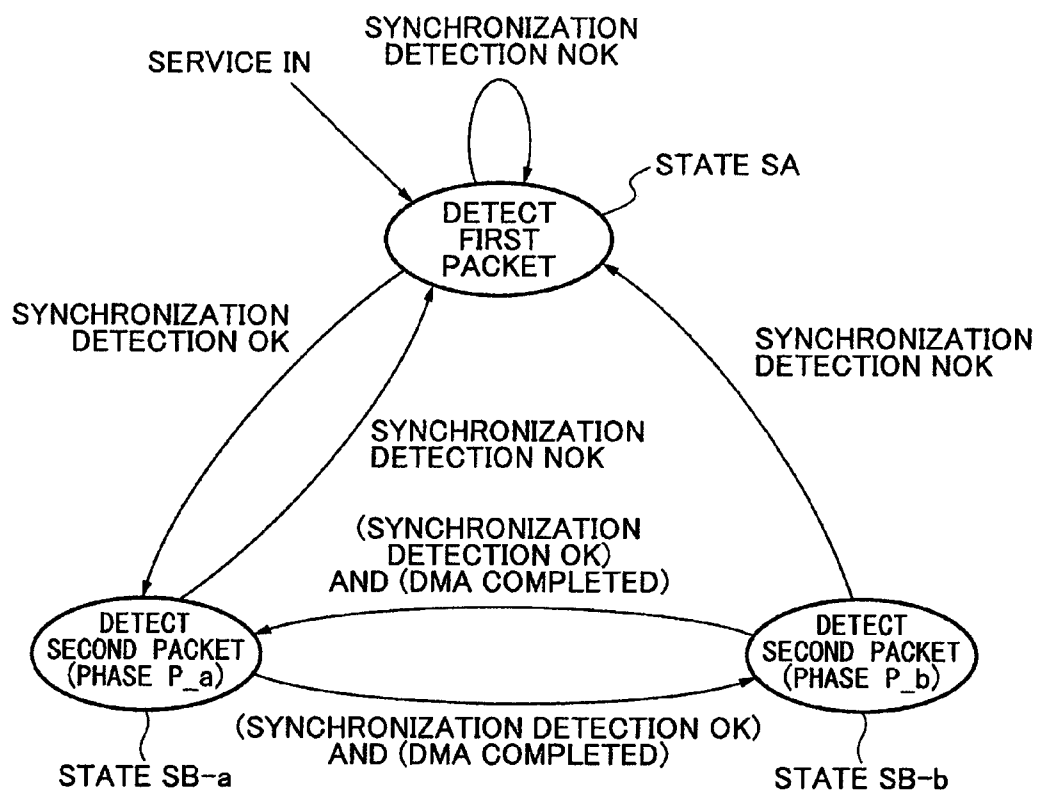 SYNCHRONIZATION
DETECTION NOK
SERVICE IN
STATE SA
DETECT
FIRST
PACKET
SYNCHRONIZATION
DETECTION OK
SYNCHRONIZATION
DETECTION NOK
SYNCHRONIZATION
DETECTION NOK
(SYNCHRONIZATION
DETECTION OK)
AND (DMA COMPLETED)
DETECT
SECOND PACKET
(PHASE P_a)
DETECT
SECOND PACKET
(PHASE P_b)
(SYNCHRONIZATION DETECTION OK)
AND (DMA COMPLETED)
STATE SB-a
STATE SB-b